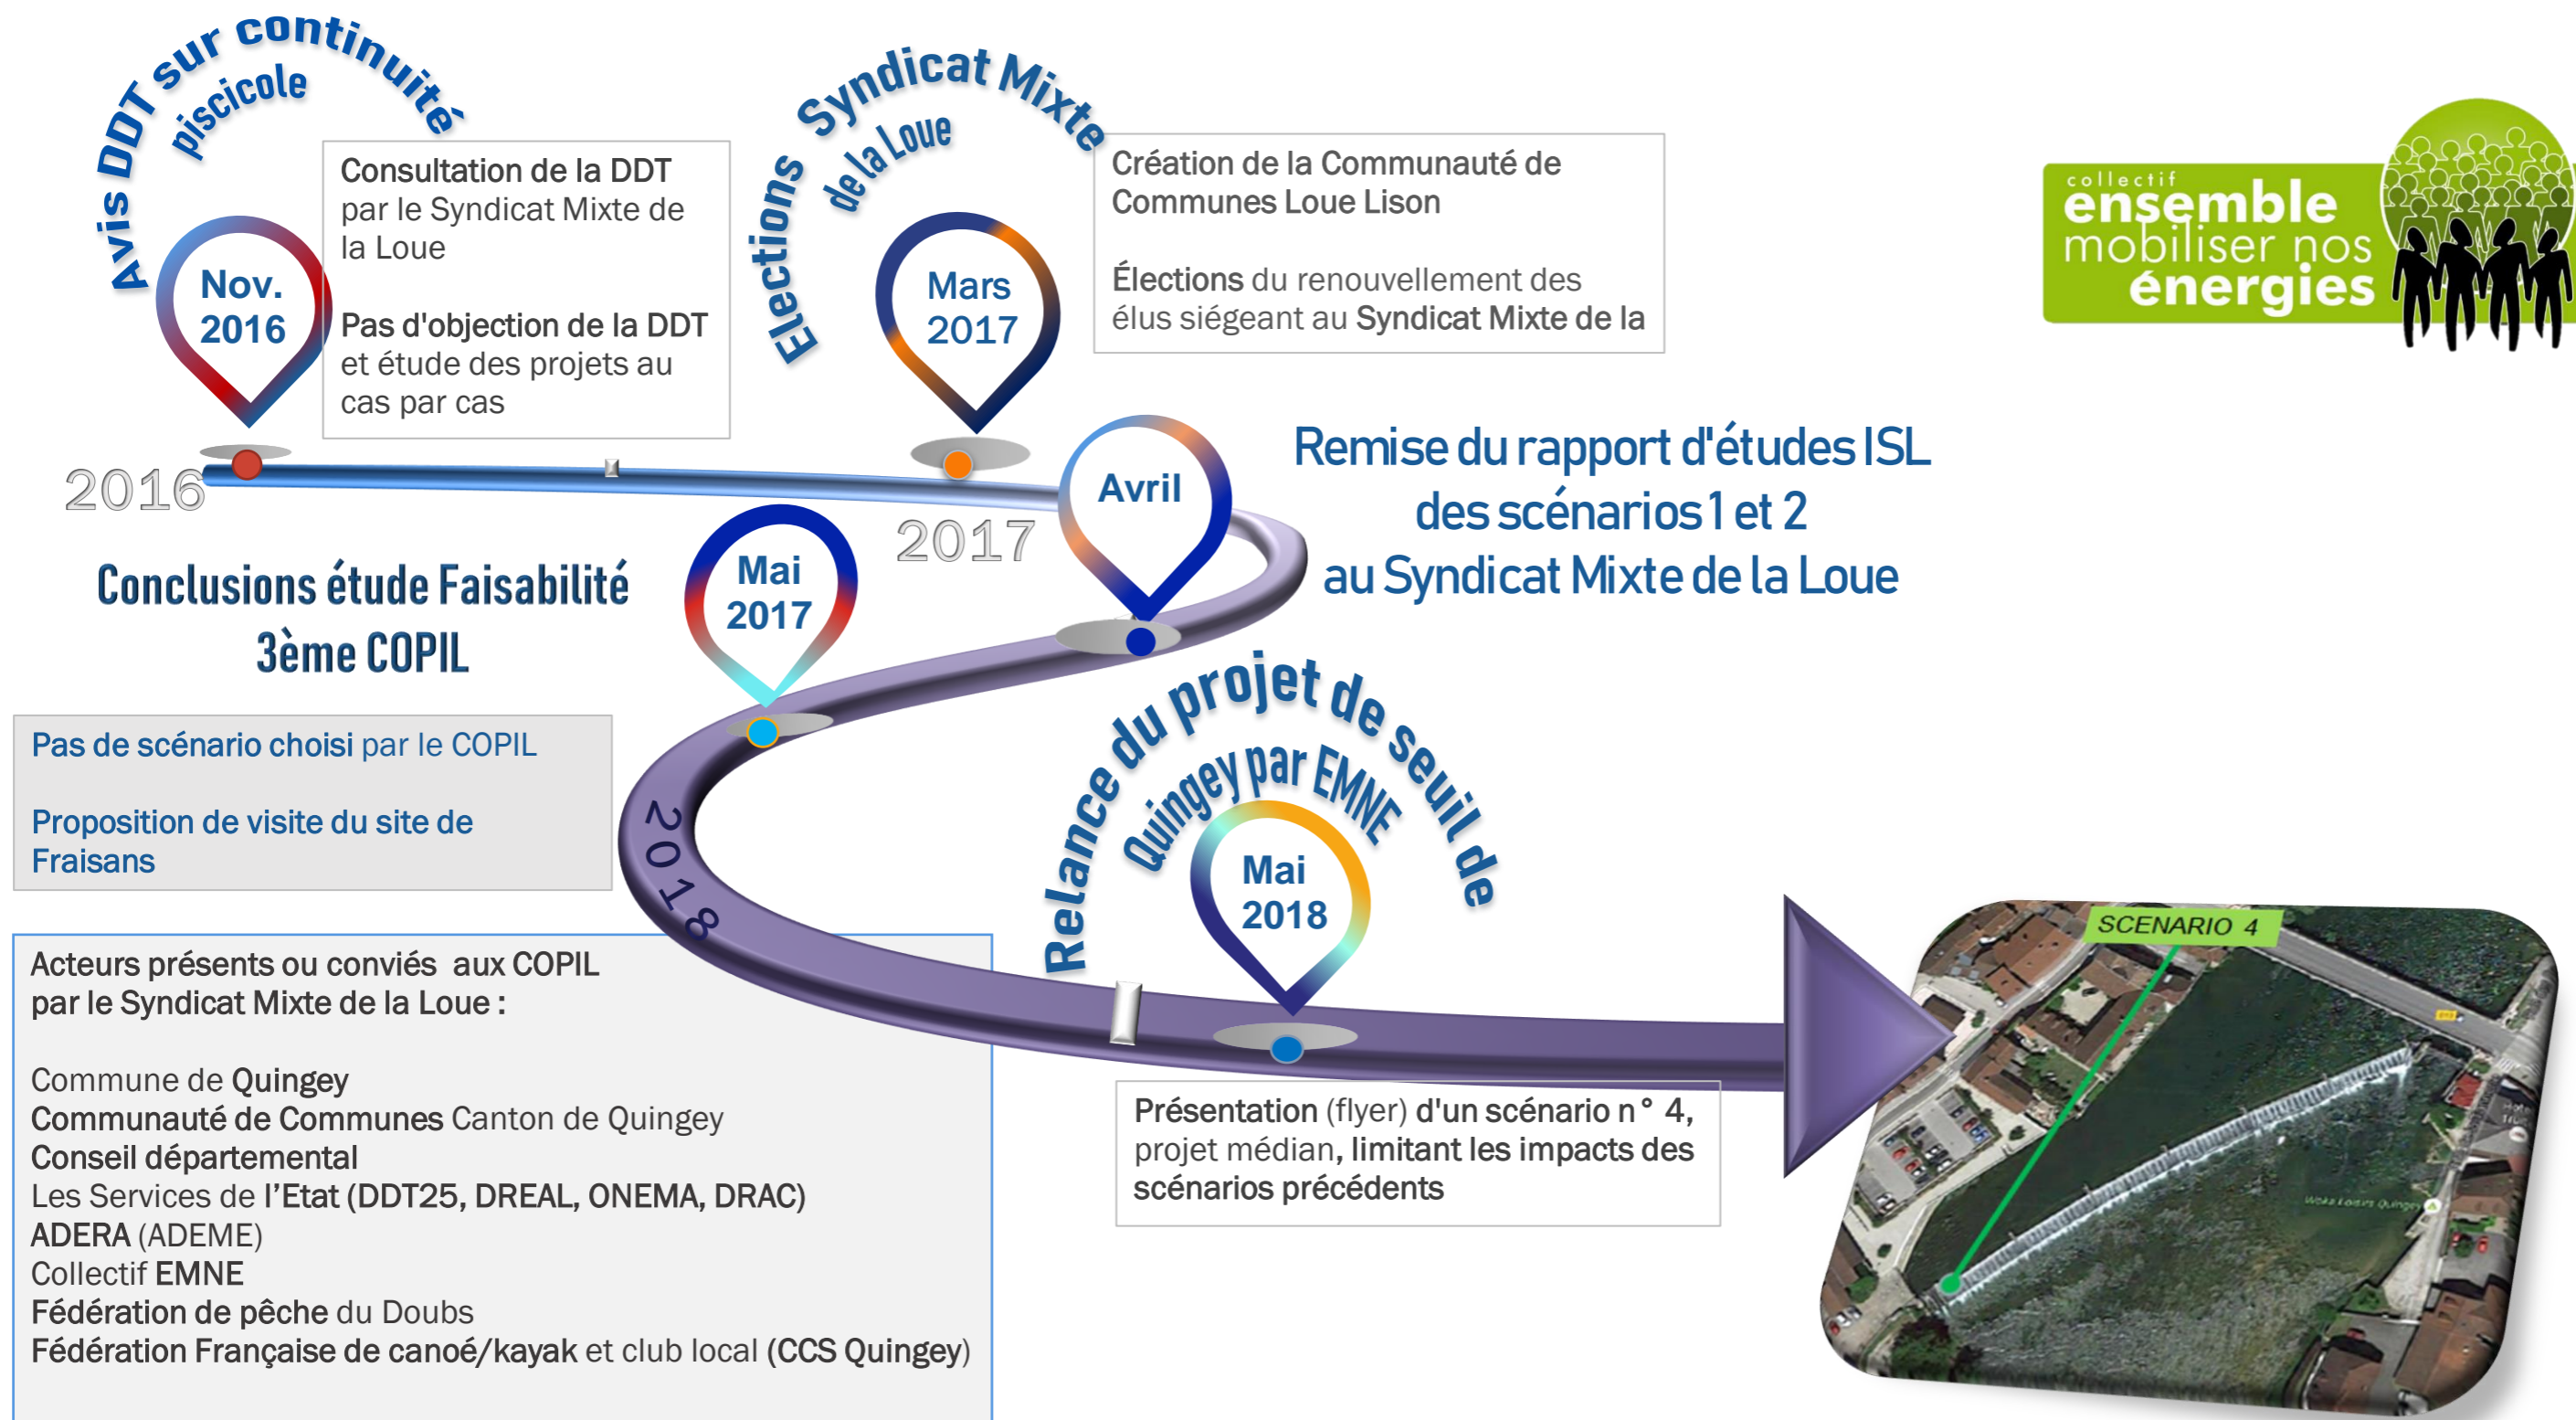 Avis DDT sur continuité
piscicole
Nov.
2016
Consultation de la DDT
par le Syndicat Mixte de
la Loue
Pas d'objection de la DDT
et étude des projets au
cas par cas
Elections Syndicat Mixte
de la Loue
Mars
2017
Création de la Communauté de
Communes Loue Lison
Élections du renouvellement des
élus siégeant au Syndicat Mixte de la
collectif
ensemble
mobiliser nos
énergies
2016
2017
Avril
Remise du rapport d'études ISL
des scénarios 1 et 2
au Syndicat Mixte de la Loue
Conclusions étude Faisabilité
3ème COPIL
Mai
2017
Pas de scénario choisi par le COPIL
Proposition de visite du site de
Fraisans
2018
Relance du projet de seuil de
Quingey par EMNE
Mai
2018
Présentation (flyer) d'un scénario n° 4,
projet médian, limitant les impacts des
scénarios précédents
Acteurs présents ou conviés  aux COPIL
par le Syndicat Mixte de la Loue :
Commune de Quingey
Communauté de Communes Canton de Quingey
Conseil départemental
Les Services de l’Etat (DDT25, DREAL, ONEMA, DRAC)
ADERA (ADEME)
Collectif EMNE
Fédération de pêche du Doubs
Fédération Française de canoé/kayak et club local (CCS Quingey)
SCENARIO 4
Woka Loisirs Quingey